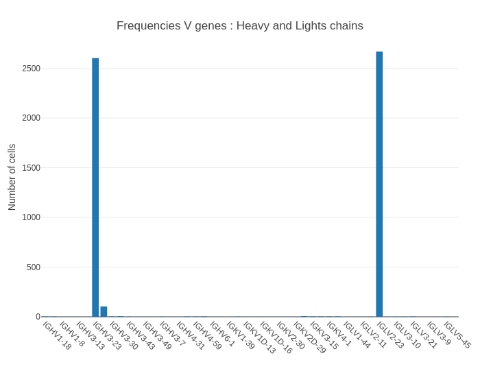 Frequencies V genes : Heavy and Lights chains
Number of cells
2500
2000
1500
1000
500
0
IGHV1-18
IGHV1-8
IGHV3-13
IGHV3-23
IGHV3-30
IGHV3-43
IGHV3-49
IGHV3-7
IGHV4-31
IGHV4-59
IGHV6-1
IGKV1-39
IGKV1D-13
IGKV1D-16
IGKV2-30
IGKV2D-29
IGKV3-15
IGKV4-1
IGLV1-44
IGLV2-11
IGLV2-23
IGLV3-10
IGLV3-21
IGLV3-9
IGLV5-45